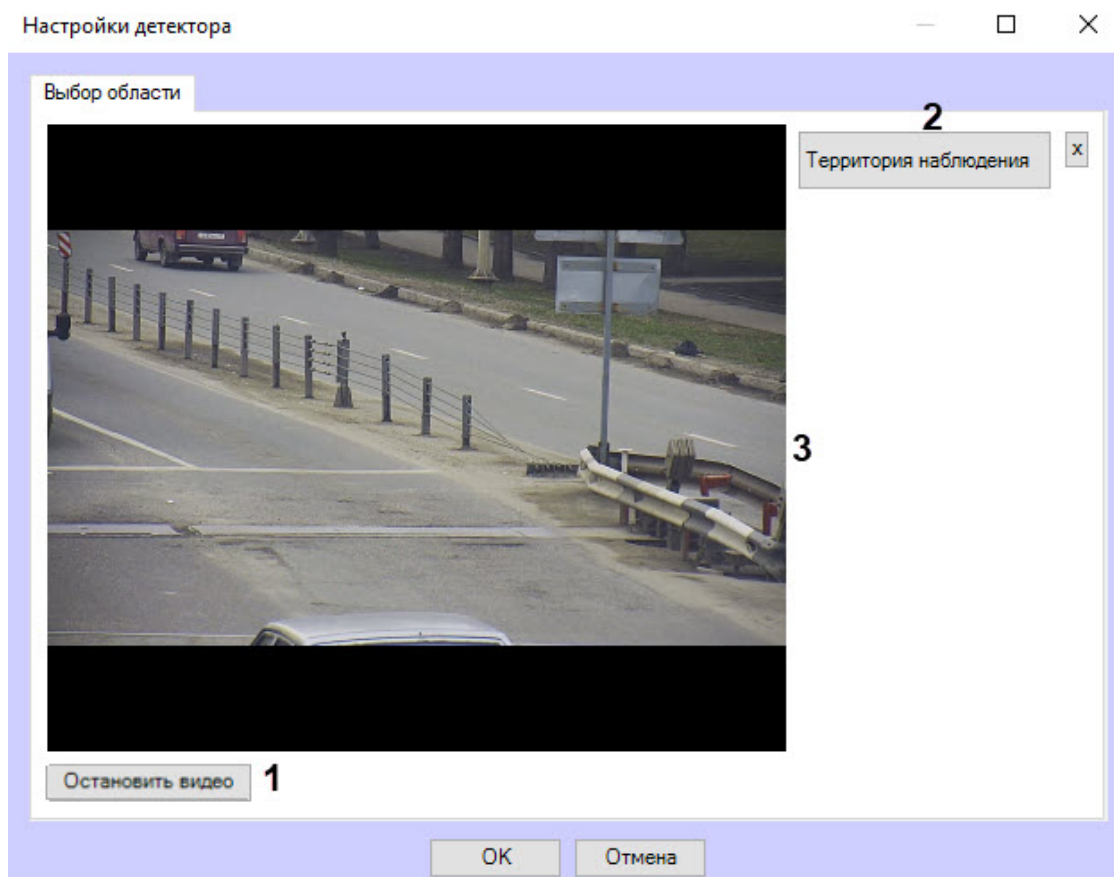 Настройки детектора
Выбор области
2
Территория наблюдения
x
3
Остановить видео
1
OK
Отмена